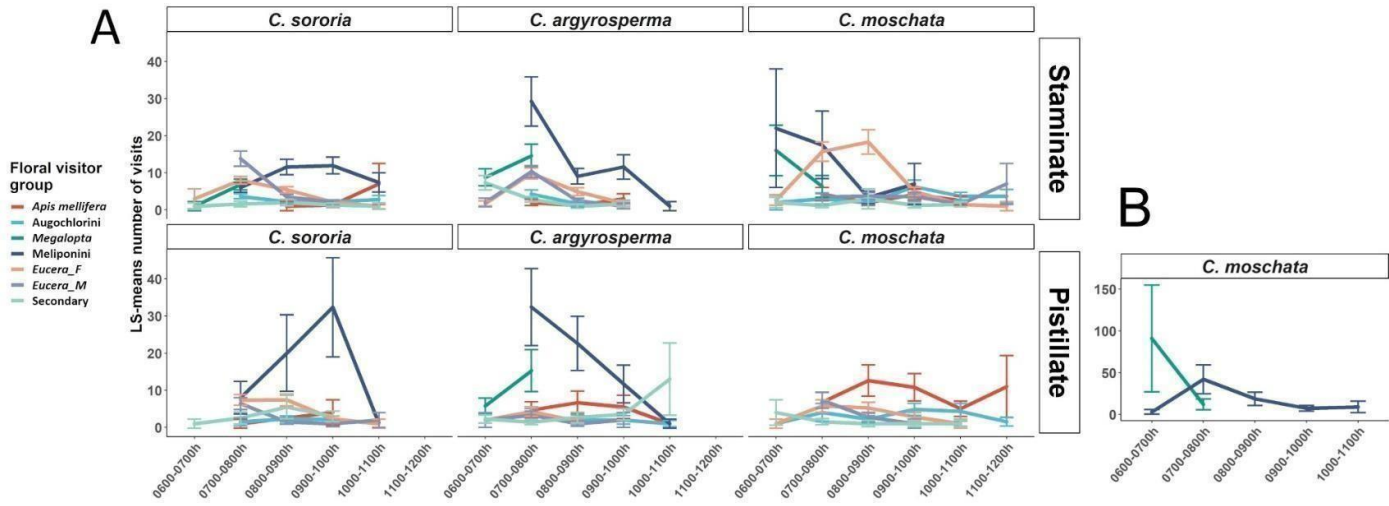 A
C. sororia
C. argyrosperma
C. moschata
Staminate
40
30
20
10
0
C. sororia
C. argyrosperma
C. moschata
Pistillate
40
30
20
10
0
LS-means number of visits
Floral visitor
group
Apis mellifera
Augochlorini
Megalopta
Meliponini
Eucera_F
Eucera_M
Secondary
0600-0700h
0700-0800h
0800-0900h
0900-1000h
1000-1100h
1100-1200h
0600-0700h
0700-0800h
0800-0900h
0900-1000h
1000-1100h
1100-1200h
0600-0700h
0700-0800h
0800-0900h
0900-1000h
1000-1100h
1100-1200h
B
C. moschata
150
100
50
0
0600-0700h
0700-0800h
0800-0900h
0900-1000h
1000-1100h